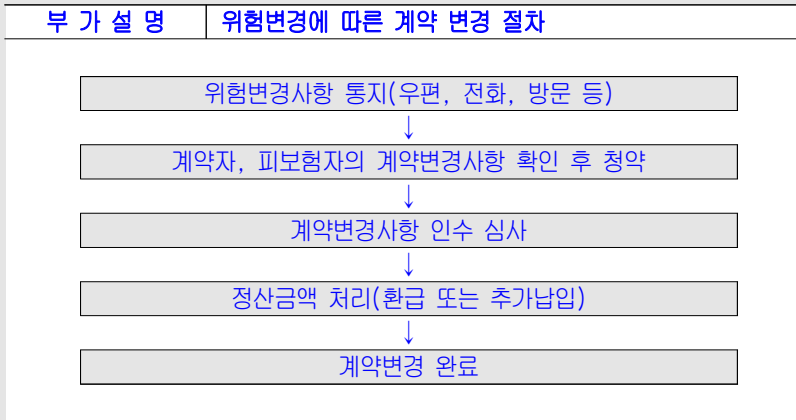 부 가 설 명 위험변경에 따른 계약 변경 절차
위험변경사항 통지(우편, 전화, 방문 등)
↓
계약자, 피보험자의 계약변경사항 확인 후 청약
↓
계약변경사항 인수 심사
↓
정산금액 처리(환급 또는 추가납입)
↓
계약변경 완료